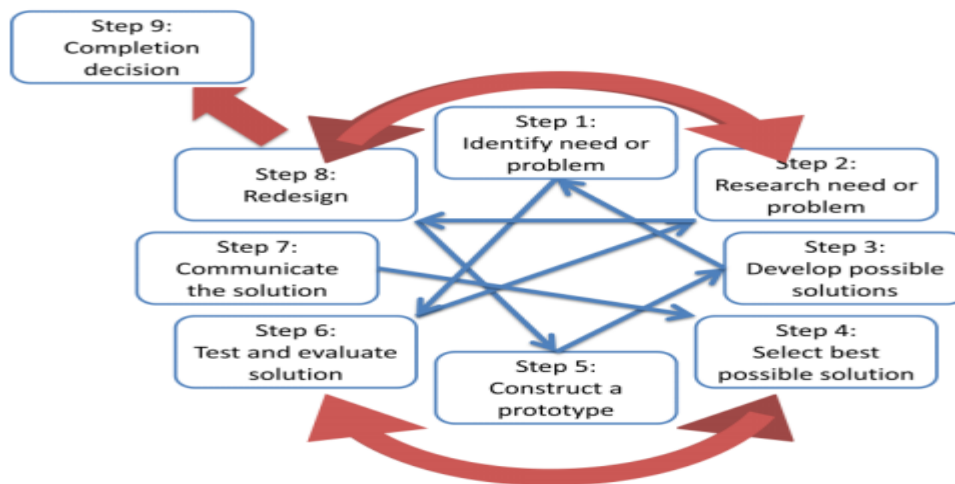 Step 9:
Completion
decision
Step 1:
Identify need or
problem
Step 2:
Research need or
problem
Step 3:
Develop possible
solutions
Step 4:
Select best
possible solution
Step 5:
Construct a
prototype
Step 6:
Test and evaluate
solution
Step 7:
Communicate
the solution
Step 8:
Redesign